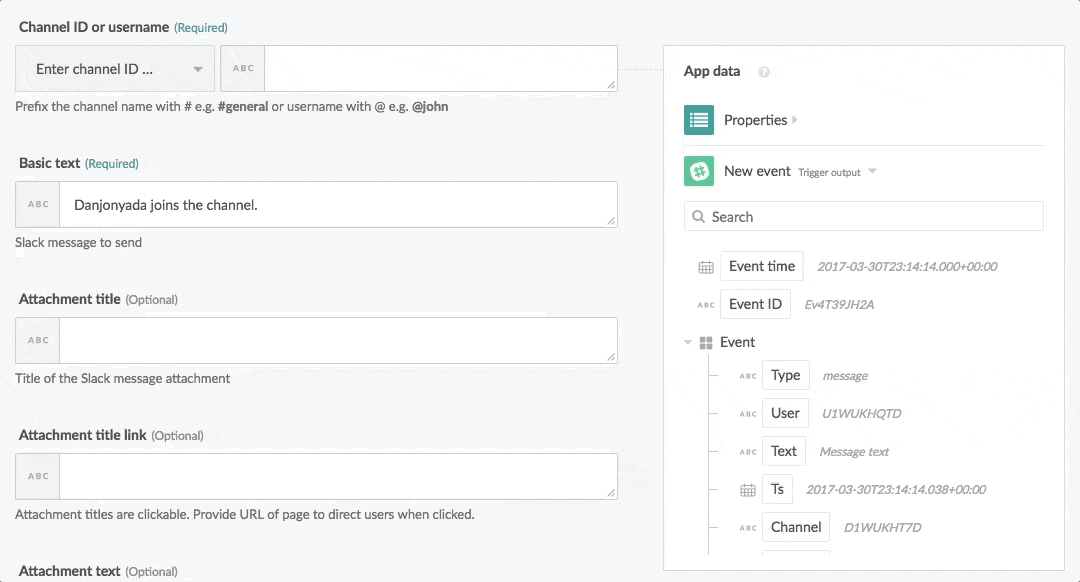 Channel ID or username (Required)
Enter channel ID ...
ABC
Prefix the channel name with # e.g. #general or username with @ e.g. @john
Basic text (Required)
ABC
Danjonyada joins the channel.
Slack message to send
Attachment title (Optional)
ABC
Title of the Slack message attachment
Attachment title link (Optional)
ABC
Attachment titles are clickable. Provide URL of page to direct users when clicked.
Attachment text (Optional)
App data ?
Properties
New event Trigger output
Search
Event time 2017-03-30T23:14:14.000+00:00
ABC Event ID Ev4T39JH2A
Event
ABC Type message
ABC User U1WUKHQTD
ABC Text Message text
Ts 2017-03-30T23:14:14.038+00:00
ABC Channel D1WUKHT7D